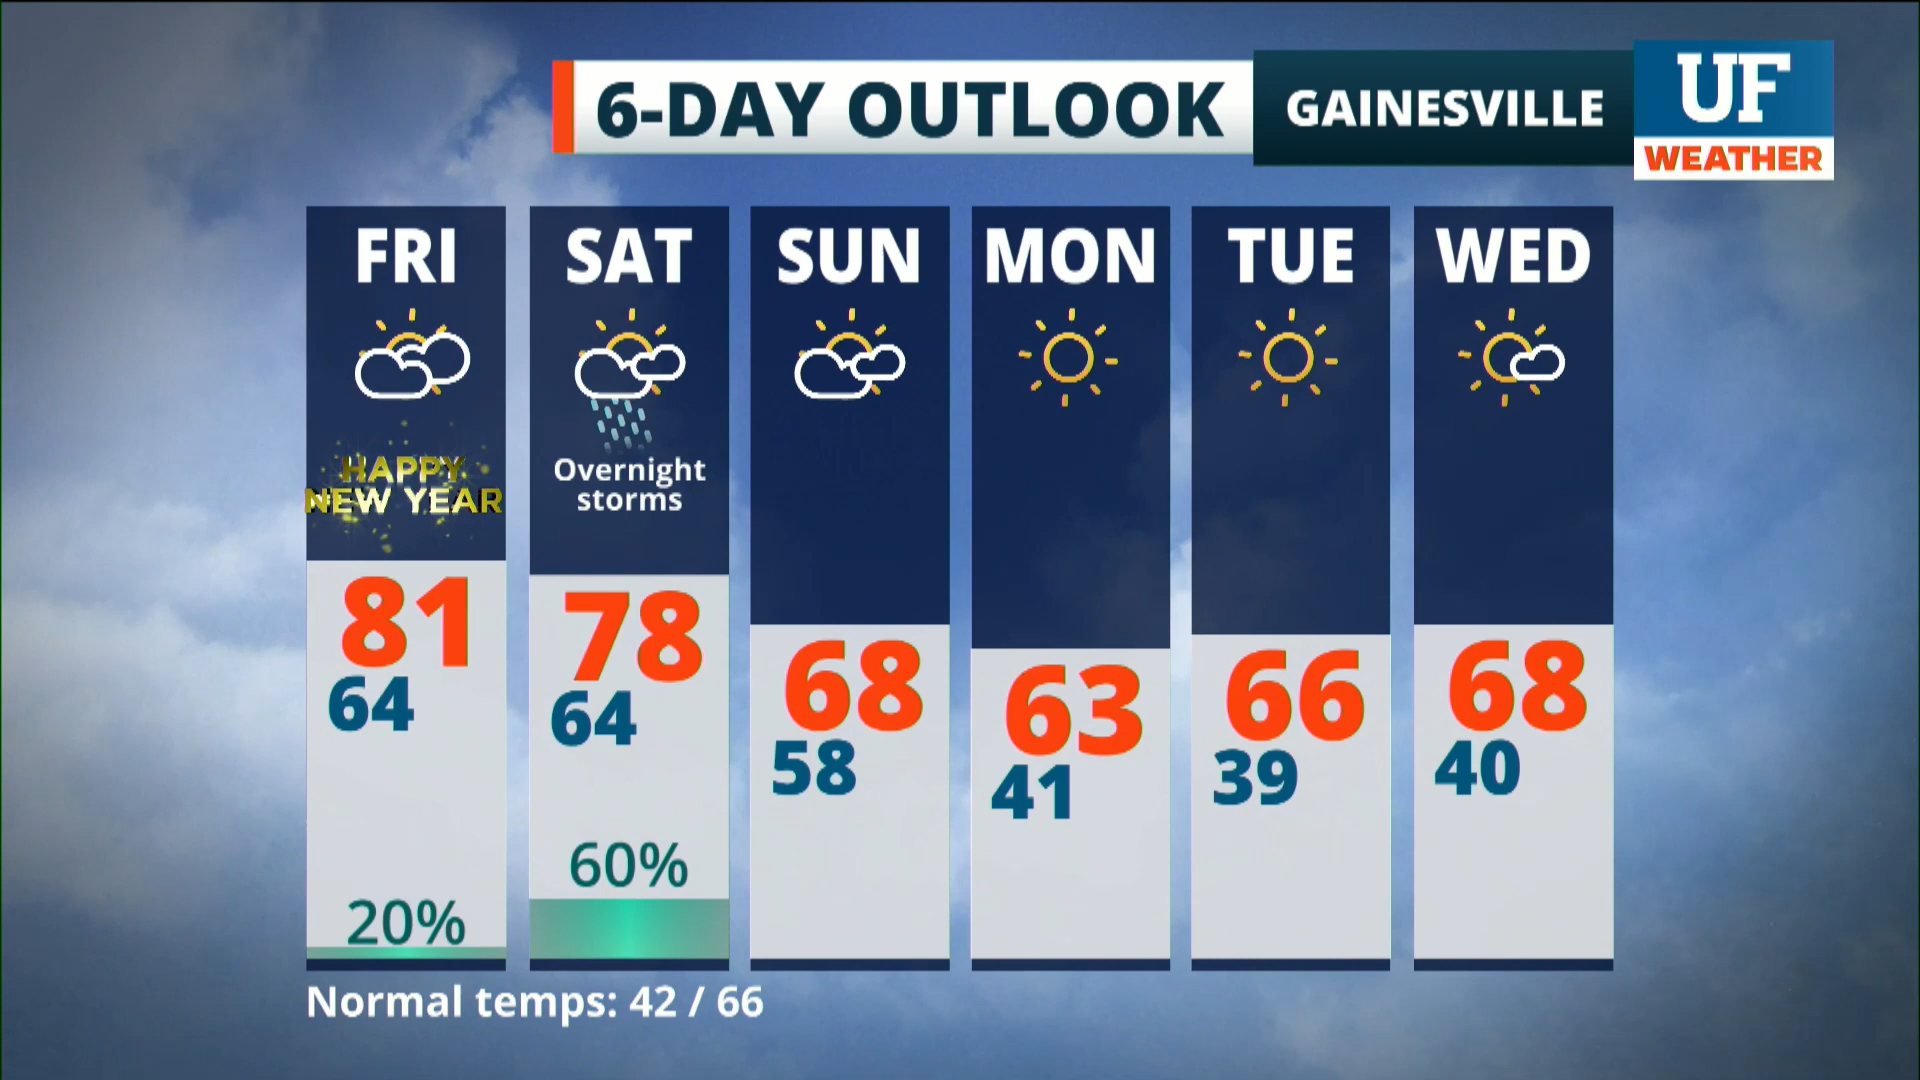 6-DAY OUTLOOK
GAINESVILLE
UF
WEATHER
FRI
SAT
SUN
MON
TUE
WED
HAPPY
NEW YEAR
Overnight
storms
81
64
78
64
68
58
63
41
66
39
68
40
20%
60%
Normal temps: 42 / 66